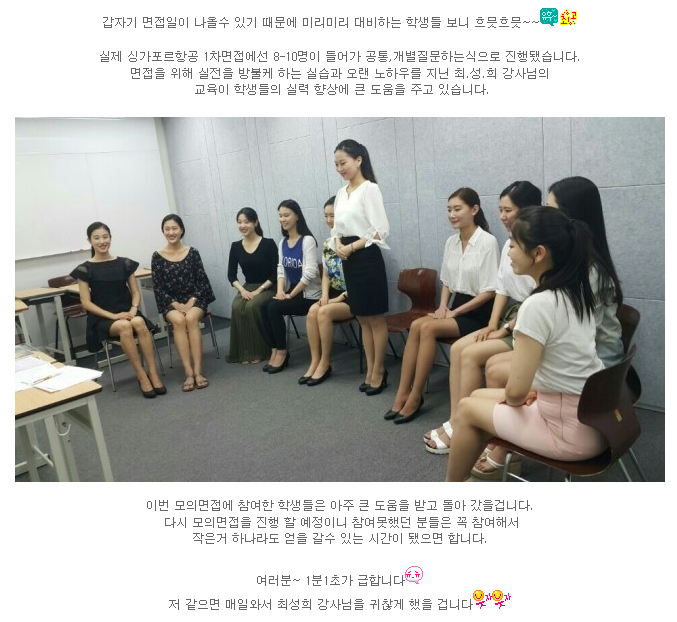 갑자기 면접일이 나올수 있기 때문에 미리미리 대비하는 학생들 보니 흐뭇흐뭇~~
실제 싱가포르항공 1차면접에선 8-10명이 들어가 공통,개별질문하는식으로 진행됐습니다.
면접을 위해 실전을 방불케 하는 실습과 오랜 노하우를 지닌 최.성.희 강사님의
교육이 학생들의 실력 향상에 큰 도움을 주고 있습니다.
FLORIDA
이번 모의면접에 참여한 학생들은 아주 큰 도움을 받고 돌아 갔을겁니다.
다시 모의면접을 진행 할 예정이니 참여못했던 분들은 꼭 참여해서
작은거 하나라도 얻을 갈수 있는 시간이 됐으면 합니다.
여러분~ 1분1초가 급합니다
저 같으면 매일와서 최성희 강사님을 귀찮게 했을 겁니다